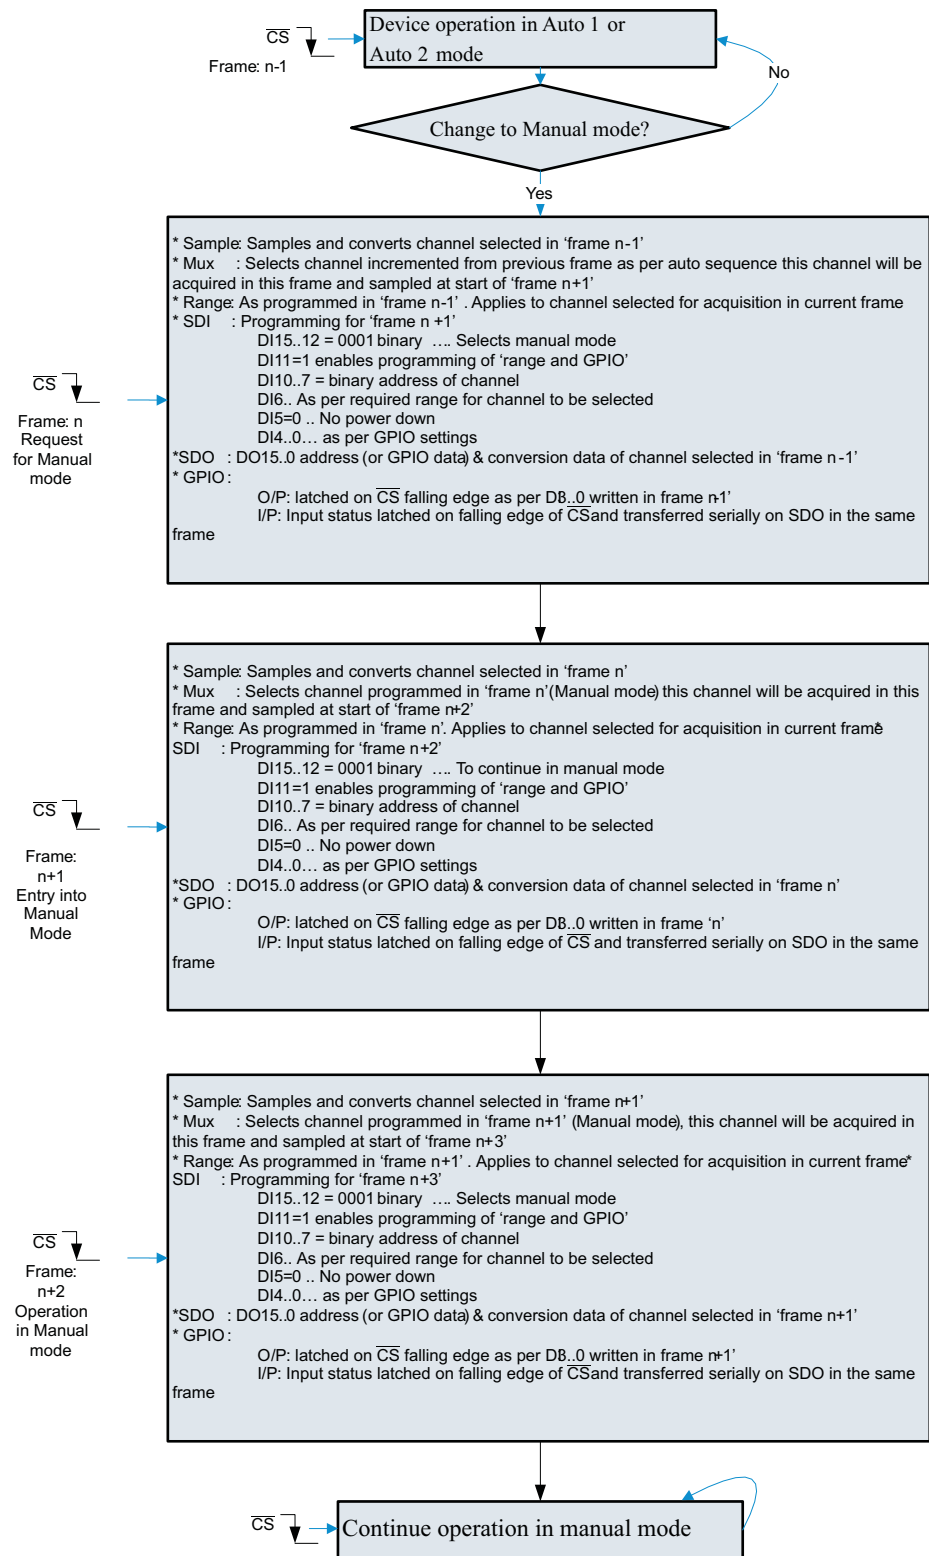 Device operation in Auto 1 or
Auto 2 mode
CS
Frame: n-1
No
Change to Manual mode?
Yes
* Sample: Samples and converts channel selected in ‘frame n-1’
* Mux : Selects channel incremented from previous frame as per auto sequence this channel will be
acquired in this frame and sampled at start of ‘frame n+1’
* Range: As programmed in ‘frame n-1’ . Applies to channel selected for acquisition in current frame
* SDI : Programming for ‘frame n +1’
DI15..12 = 0001 binary .... Selects manual mode
DI11=1 enables programming of ‘range and GPIO’
DI10..7 = binary address of channel
DI6.. As per required range for channel to be selected
DI5=0 .. No power down
DI4..0… as per GPIO settings
*SDO : DO15..0 address (or GPIO data) & conversion data of channel selected in ‘frame n-1’
* GPIO :
O/P: latched on CS falling edge as per DB..0 written in frame n-1’
I/P: Input status latched on falling edge of CS and transferred serially on SDO in the same
frame
CS
Frame: n
Request
for Manual
mode
* Sample: Samples and converts channel selected in ‘frame n’
* Mux : Selects channel programmed in ‘frame n’(Manual mode) this channel will be acquired in this
frame and sampled at start of ‘frame n+2’
* Range: As programmed in ‘frame n’. Applies to channel selected for acquisition in current frame*
SDI : Programming for ‘frame n+2’
DI15..12 = 0001 binary .... To continue in manual mode
DI11=1 enables programming of ‘range and GPIO’
DI10..7 = binary address of channel
DI6.. As per required range for channel to be selected
DI5=0 .. No power down
DI4..0… as per GPIO settings
*SDO : DO15..0 address (or GPIO data) & conversion data of channel selected in ‘frame n’
* GPIO :
O/P: latched on CS falling edge as per DB..0 written in frame ‘n’
I/P: Input status latched on falling edge of CS and transferred serially on SDO in the same
frame
CS
Frame:
n+1
Entry into
Manual
Mode
* Sample: Samples and converts channel selected in ‘frame n+1’
* Mux : Selects channel programmed in ‘frame n+1’ (Manual mode), this channel will be acquired in
this frame and sampled at start of ‘frame n+3’
* Range: As programmed in ‘frame n+1’ . Applies to channel selected for acquisition in current frame*
SDI : Programming for ‘frame n+3’
DI15..12 = 0001 binary .... Selects manual mode
DI11=1 enables programming of ‘range and GPIO’
DI10..7 = binary address of channel
DI6.. As per required range for channel to be selected
DI5=0 .. No power down
DI4..0… as per GPIO settings
*SDO : DO15..0 address (or GPIO data) & conversion data of channel selected in ‘frame n+1’
* GPIO :
O/P: latched on CS falling edge as per DB..0 written in frame n+1’
I/P: Input status latched on falling edge of CS and transferred serially on SDO in the same
frame
CS
Frame:
n+2
Operation
in Manual
mode
CS
Continue operation in manual mode